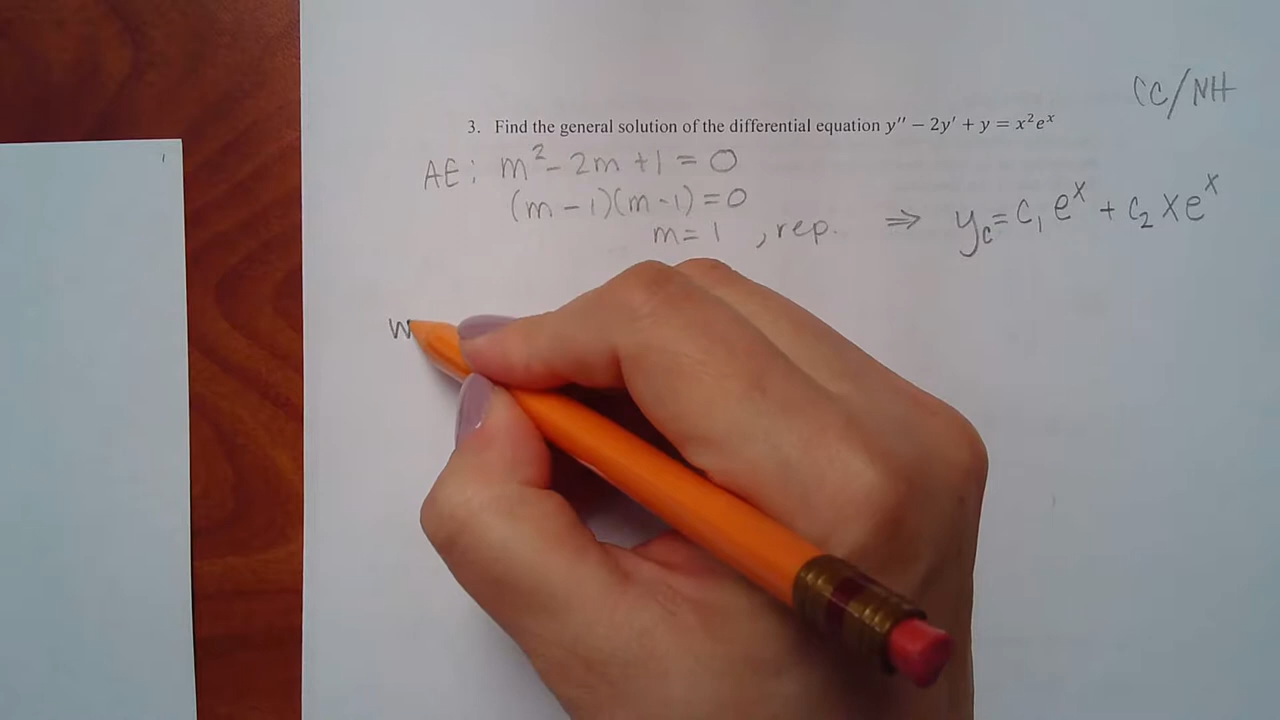 CC/NH
3. Find the general solution of the differential equation y'' – 2y' + y = x²eˣ
AE: m² - 2m + 1 = 0
(m - 1)(m - 1) = 0
m = 1 , rep. ⇒ y_c = c₁ eˣ + c₂ x eˣ
W